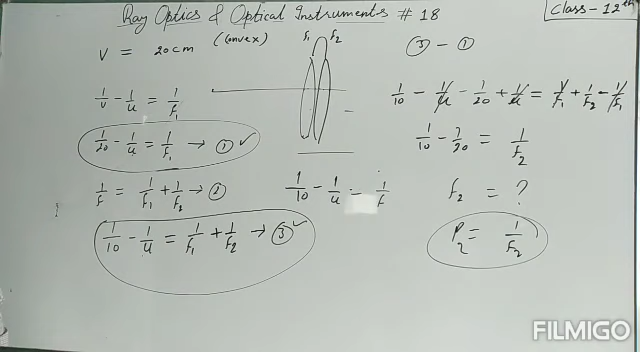 Ray Optics & Optical Instruments # 18
Class - 12th
V = 20cm (convex)
F₁ F₂
③ - ①
1/v - 1/u = 1/F₁
1/20 - 1/u = 1/F₁ → ① ✓
1/F = 1/F₁ + 1/F₂ → ②
1/10 - 1/u = 1/F₁ + 1/F₂ → ③ ✓
1/10 - 1/u = 1/F
1/10 - 1/u - 1/20 + 1/u = 1/F₁ + 1/F₂ - 1/F₁
1/10 - 1/20 = 1/F₂
F₂ = ?
P₂ = 1/F₂
FILMIGO